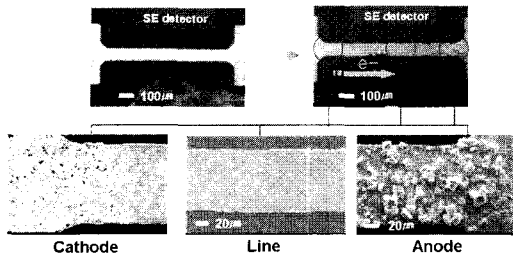 SE detector
100㎛
SE detector
e⁻
100㎛
20㎛
20㎛
Cathode
Line
Anode